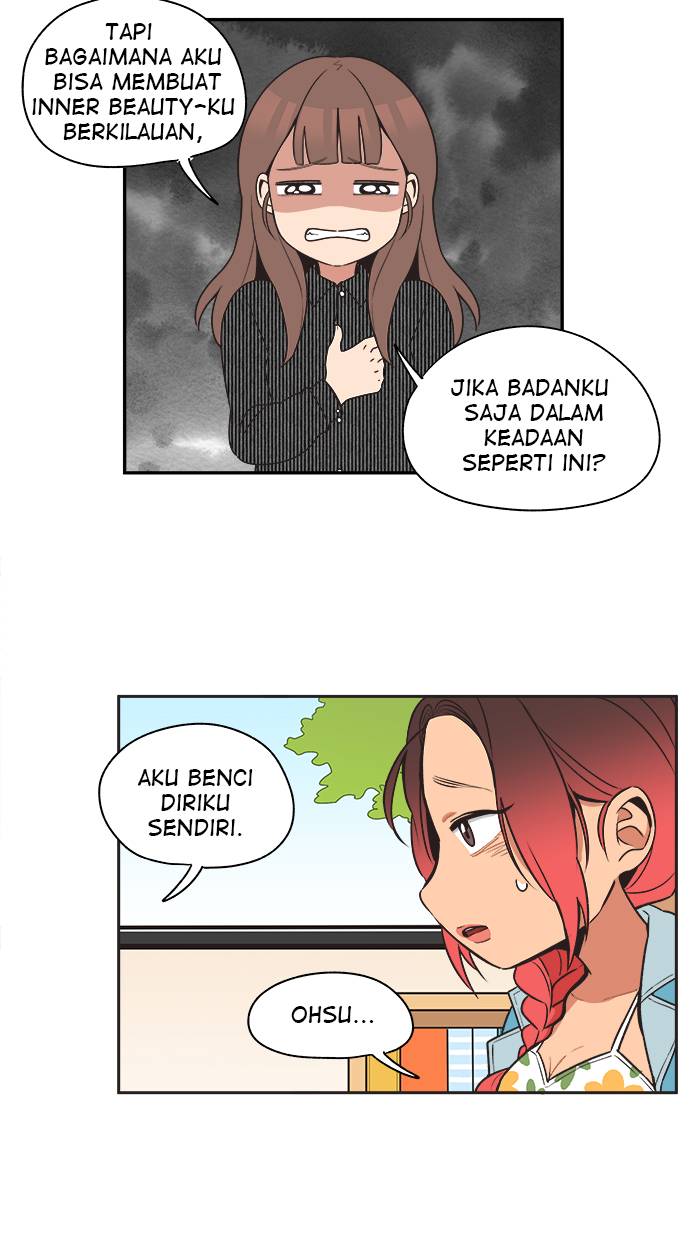 TAPI
BAGAIMANA AKU
BISA MEMBUAT
INNER BEAUTY-KU
BERKILAUAN,
JIKA BADANKU
SAJA DALAM
KEADAAN
SEPERTI INI?
AKU BENCI
DIRIKU
SENDIRI.
OHSU...